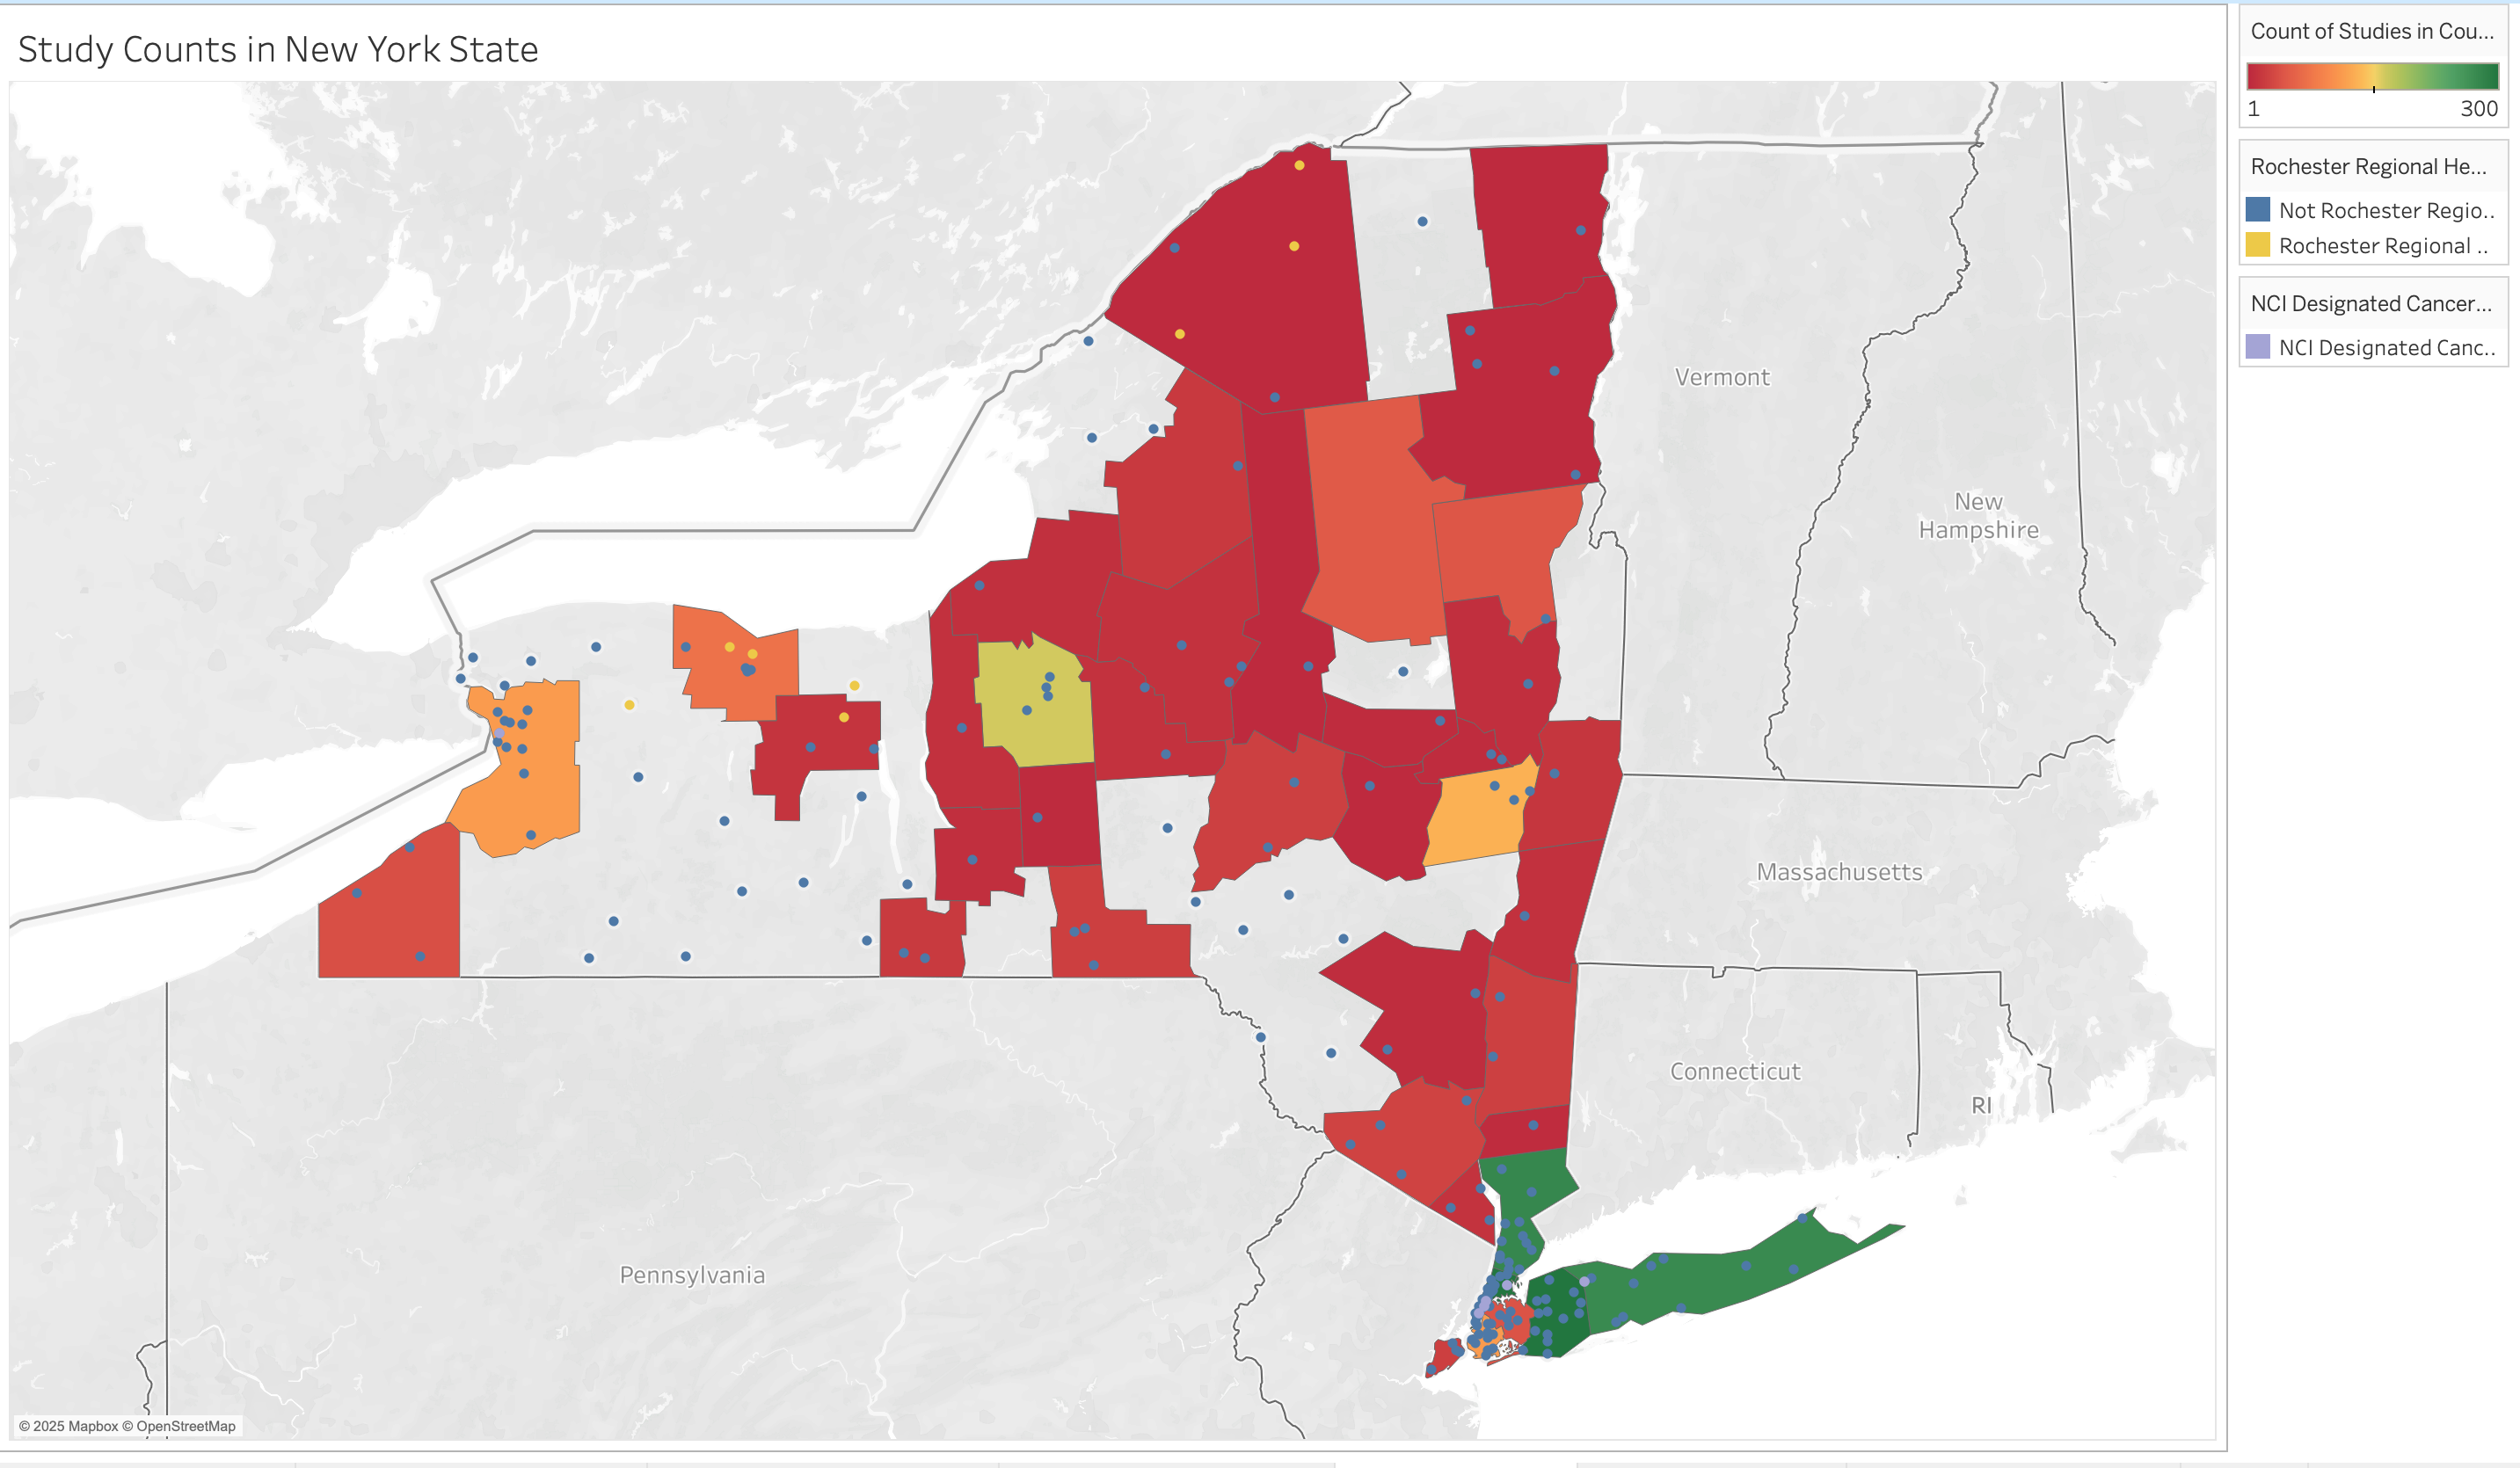 Study Counts in New York State
Count of Studies in Cou...
1 300
Rochester Regional He...
Not Rochester Regio..
Rochester Regional ..
NCI Designated Cancer...
NCI Designated Canc..
Vermont
New
Hampshire
Massachusetts
Connecticut
RI
Pennsylvania
© 2025 Mapbox © OpenStreetMap